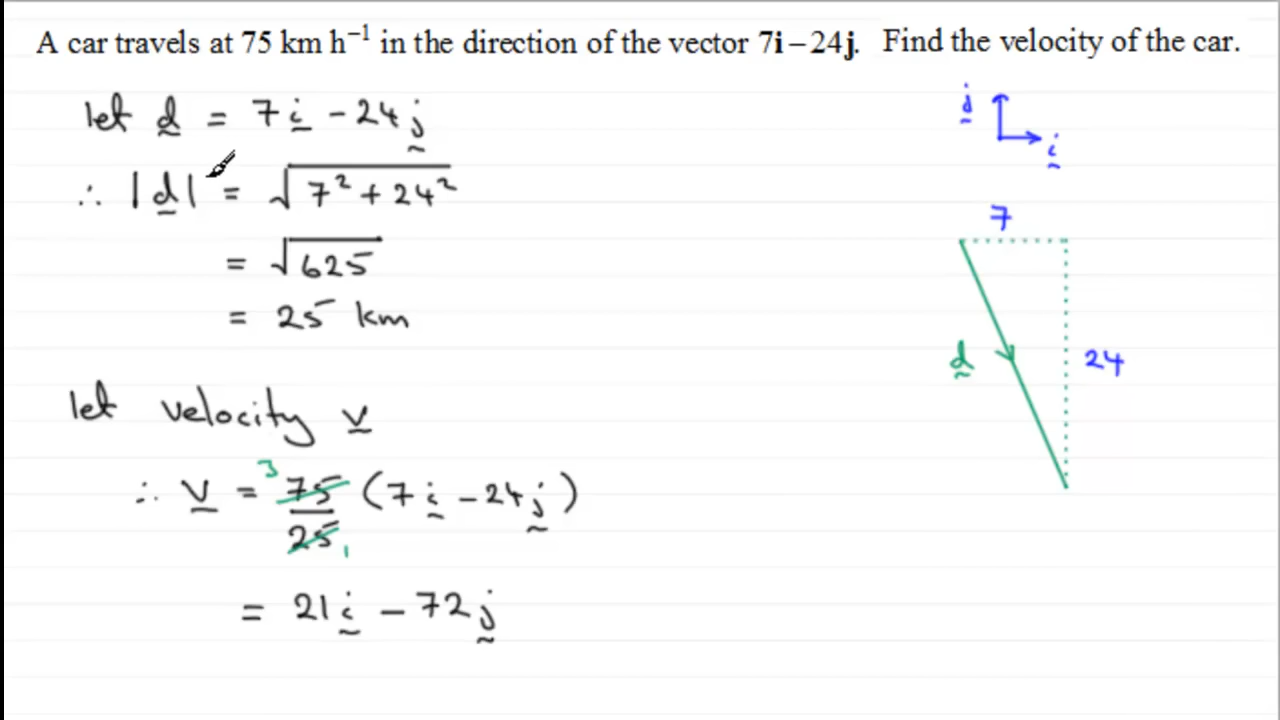 A car travels at 75 km h⁻¹ in the direction of the vector 7i – 24j. Find the velocity of the car.
let d = 7i - 24j
∴ |d| = √(7² + 24²)
= √625
= 25 km
let velocity v
∴ v = 3 75/25 1 (7i - 24j)
= 21i - 72j
j
i
7
d
24